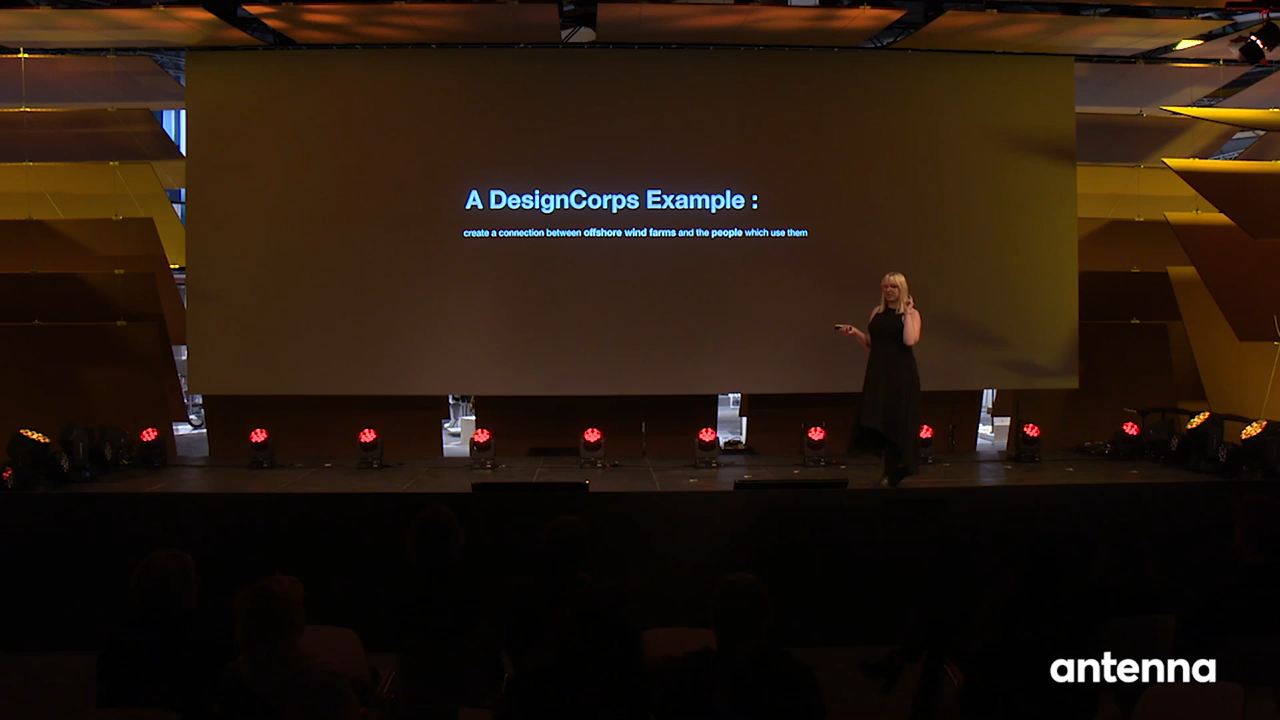 A DesignCorps Example :
create a connection between offshore wind farms and the people which use them
antenna